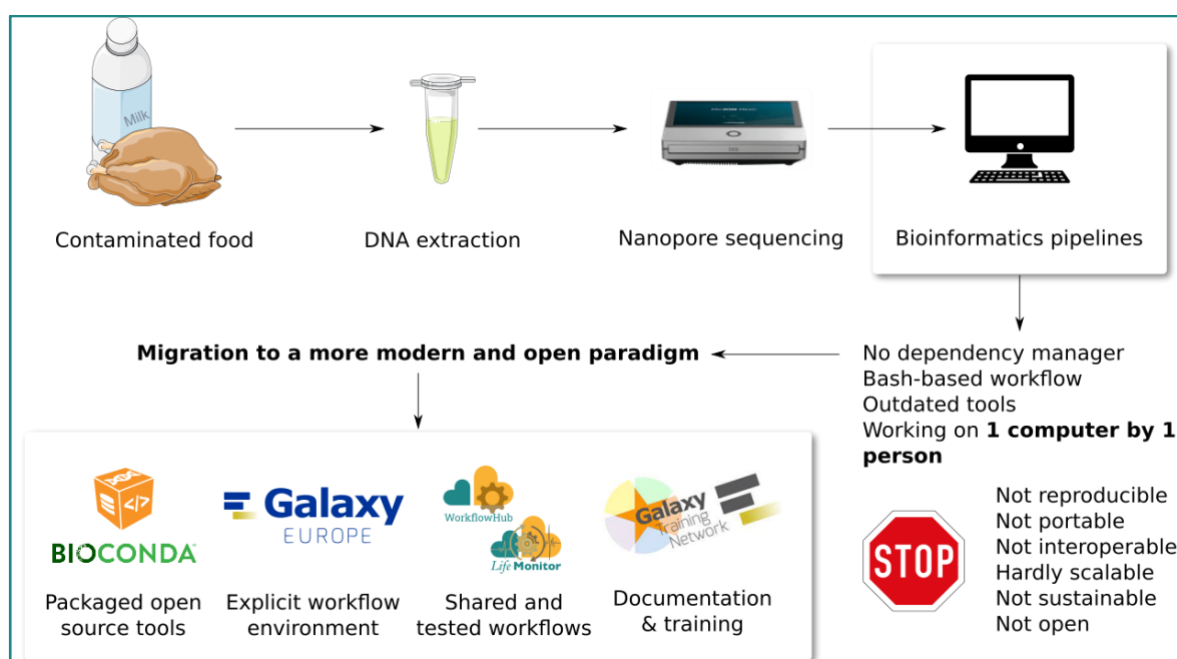 Milk
Contaminated food
DNA extraction
Nanopore sequencing
Bioinformatics pipelines
Migration to a more modern and open paradigm
No dependency manager
Bash-based workflow
Outdated tools
Working on 1 computer by 1
person
</>
BIOCONDA
Packaged open
source tools
Galaxy
EUROPE
Explicit workflow
environment
WorkflowHub
Life Monitor
Shared and
tested workflows
Galaxy
Training
Network
Documentation
& training
STOP
Not reproducible
Not portable
Not interoperable
Hardly scalable
Not sustainable
Not open